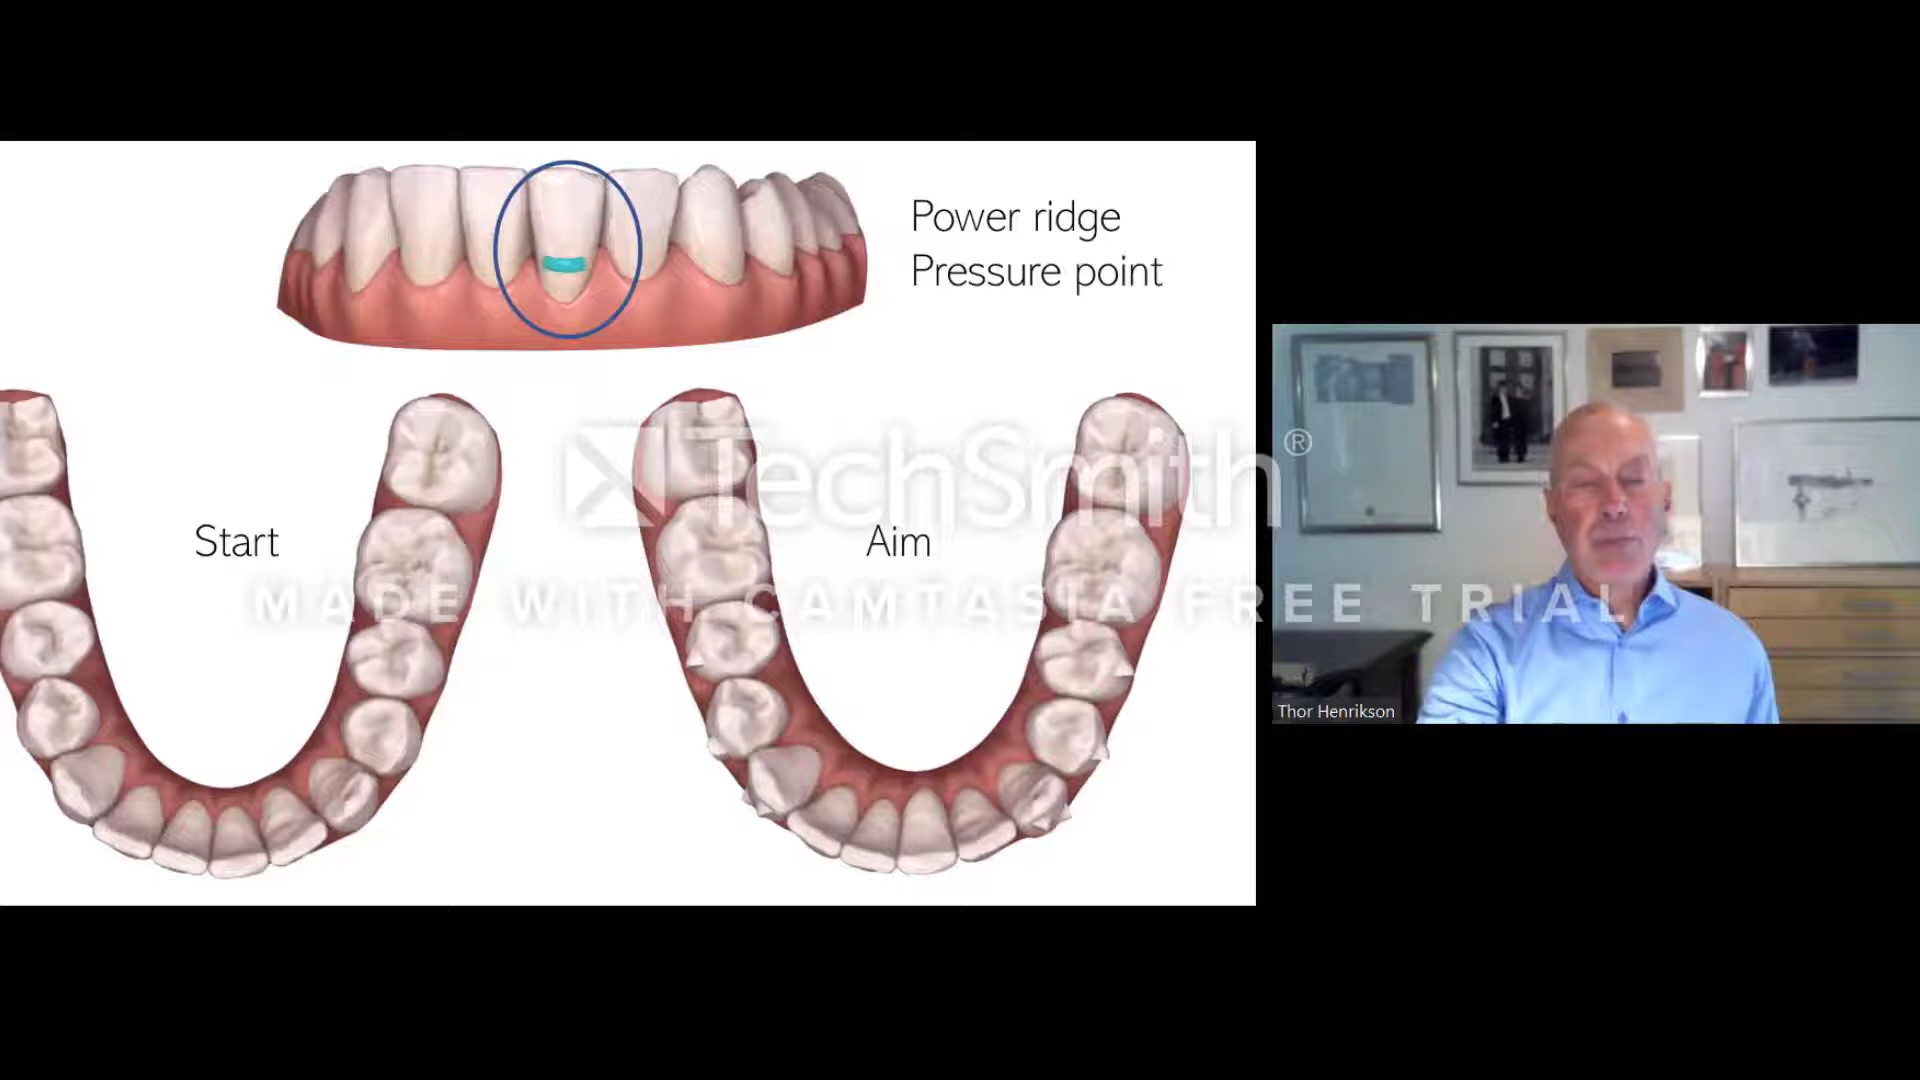 Power ridge
Pressure point
TechSmith®
Start
Aim
MADE WITH CAMTASIA FREE TRIAL
Thor Henrikson